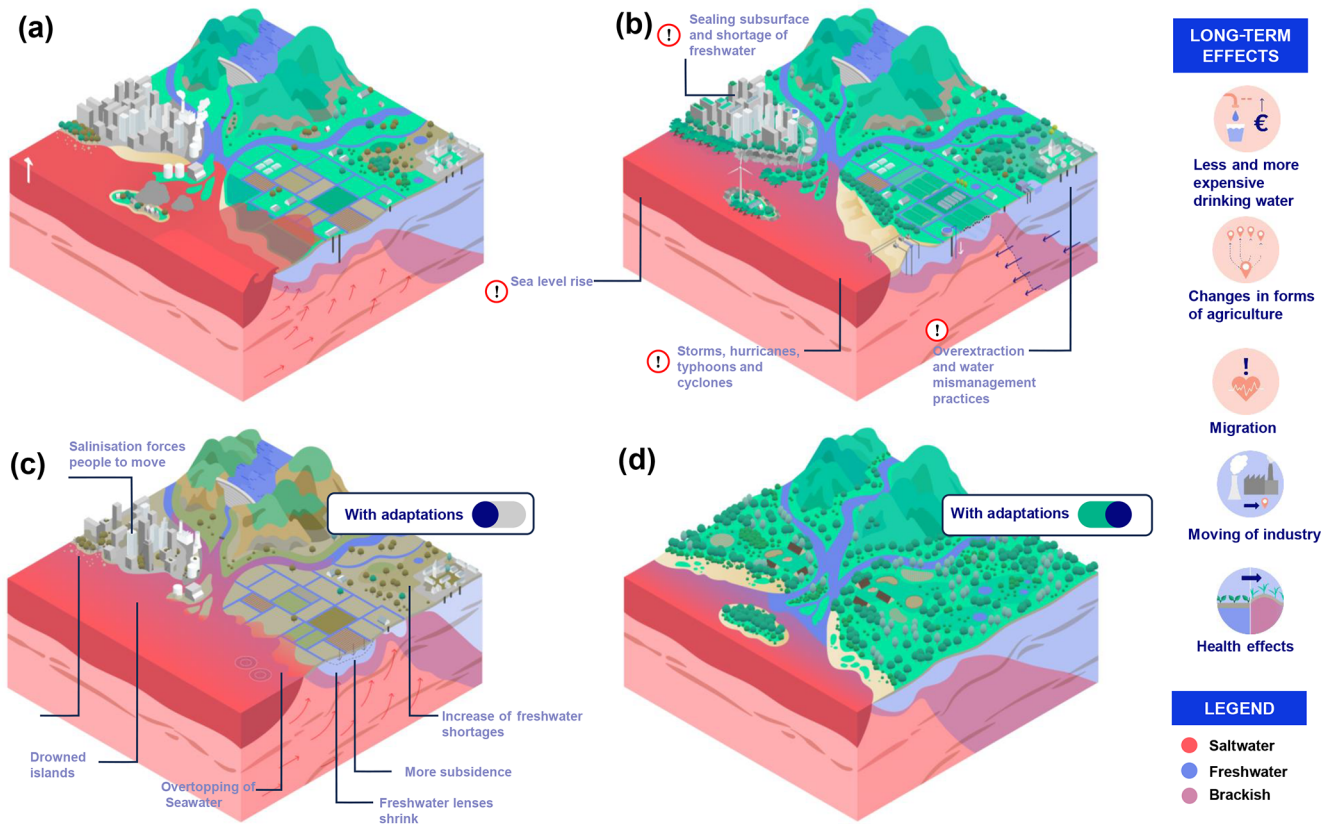 (a)
(b)
! Sealing subsurface
and shortage of
freshwater
! Sea level rise
! Storms, hurricanes,
typhoons and
cyclones
!
Overextraction
and water
mismanagement
practices
LONG-TERM
EFFECTS
€
Less and more
expensive
drinking water
Changes in forms
of agriculture
!
Migration
Moving of industry
Health effects
(c)
Salinisation forces
people to move
With adaptations
Drowned
islands
Overtopping of
Seawater
Increase of freshwater
shortages
More subsidence
Freshwater lenses
shrink
(d)
With adaptations
LEGEND
Saltwater
Freshwater
Brackish